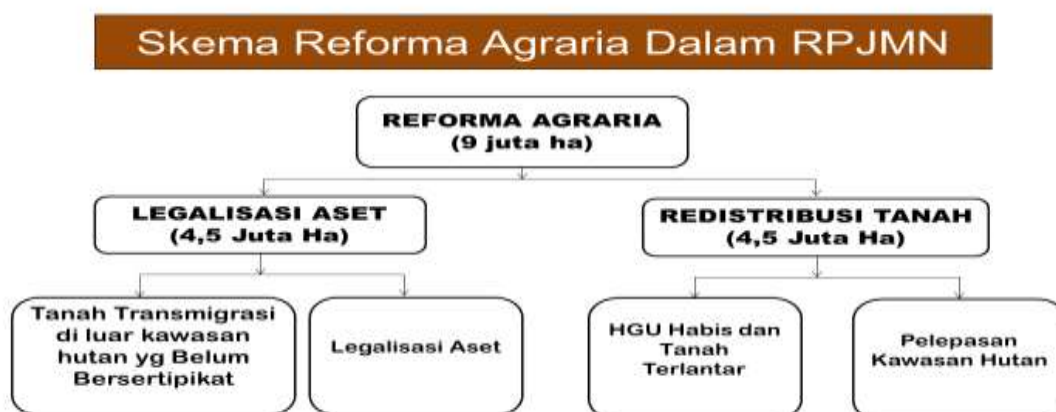 Skema Reforma Agraria Dalam RPJMN
REFORMA AGRARIA
(9 juta ha)
LEGALISASI ASET
(4,5 Juta Ha)
REDISTRIBUSI TANAH
(4,5 Juta Ha)
Tanah Transmigrasi
di luar kawasan
hutan yg Belum
Bersertipikat
Legalisasi Aset
HGU Habis dan
Tanah
Terlantar
Pelepasan
Kawasan Hutan